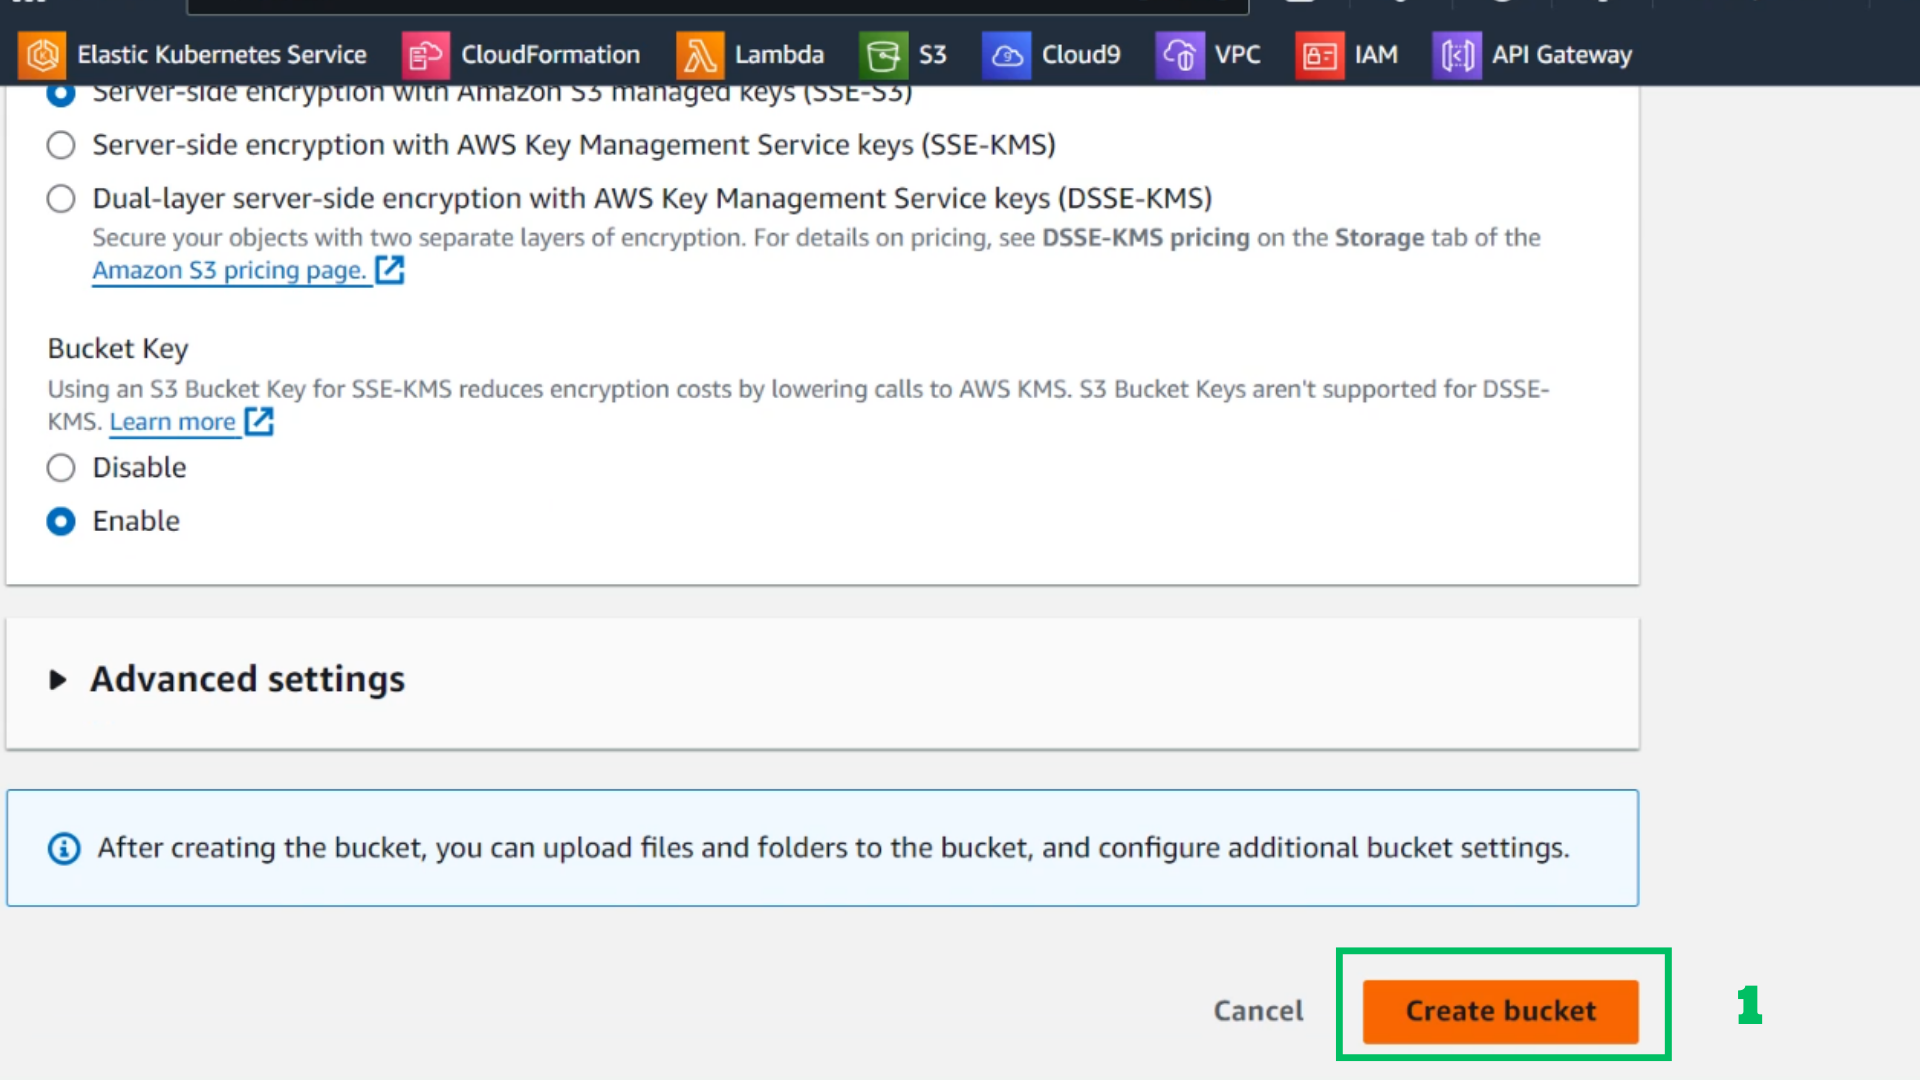 Elastic Kubernetes Service CloudFormation Lambda S3 Cloud9 VPC IAM API Gateway
Server-side encryption with Amazon S3 managed keys (SSE-S3)
Server-side encryption with AWS Key Management Service keys (SSE-KMS)
Dual-layer server-side encryption with AWS Key Management Service keys (DSSE-KMS)
Secure your objects with two separate layers of encryption. For details on pricing, see DSSE-KMS pricing on the Storage tab of the
Amazon S3 pricing page.
Bucket Key
Using an S3 Bucket Key for SSE-KMS reduces encryption costs by lowering calls to AWS KMS. S3 Bucket Keys aren't supported for DSSE-
KMS. Learn more
Disable
Enable
Advanced settings
After creating the bucket, you can upload files and folders to the bucket, and configure additional bucket settings.
Cancel Create bucket 1